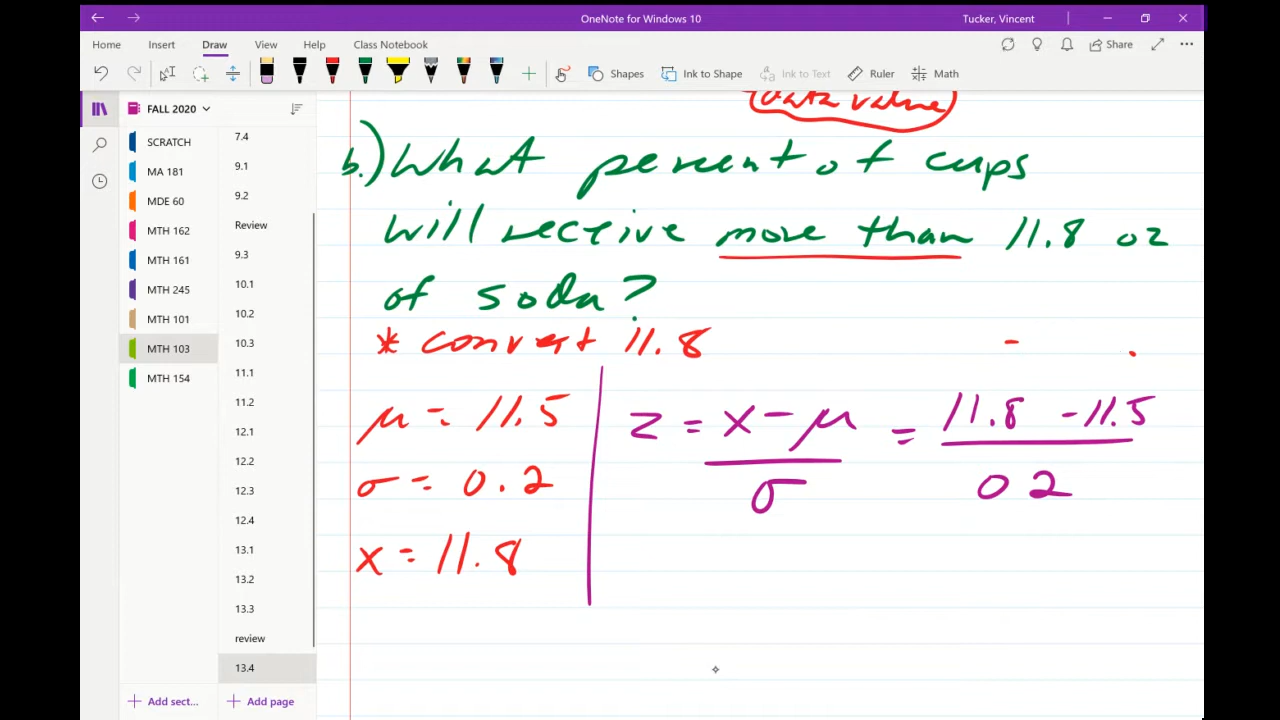 OneNote for Windows 10
Tucker, Vincent
Home Insert Draw View Help Class Notebook
Share
Shapes Ink to Shape Ink to Text Ruler Math
FALL 2020
SCRATCH
MA 181
MDE 60
MTH 162
MTH 161
MTH 245
MTH 101
MTH 103
MTH 154
Add sect...
7.4
9.1
9.2
Review
9.3
10.1
10.2
10.3
11.1
11.2
12.1
12.2
12.3
12.4
13.1
13.2
13.3
review
13.4
Add page
data value
b.) What percent of cups
will receive more than 11.8 oz
of soda?
* convert 11.8
μ = 11.5
σ = 0.2
x = 11.8
z = x - μ / σ = 11.8 - 11.5 / 0 2